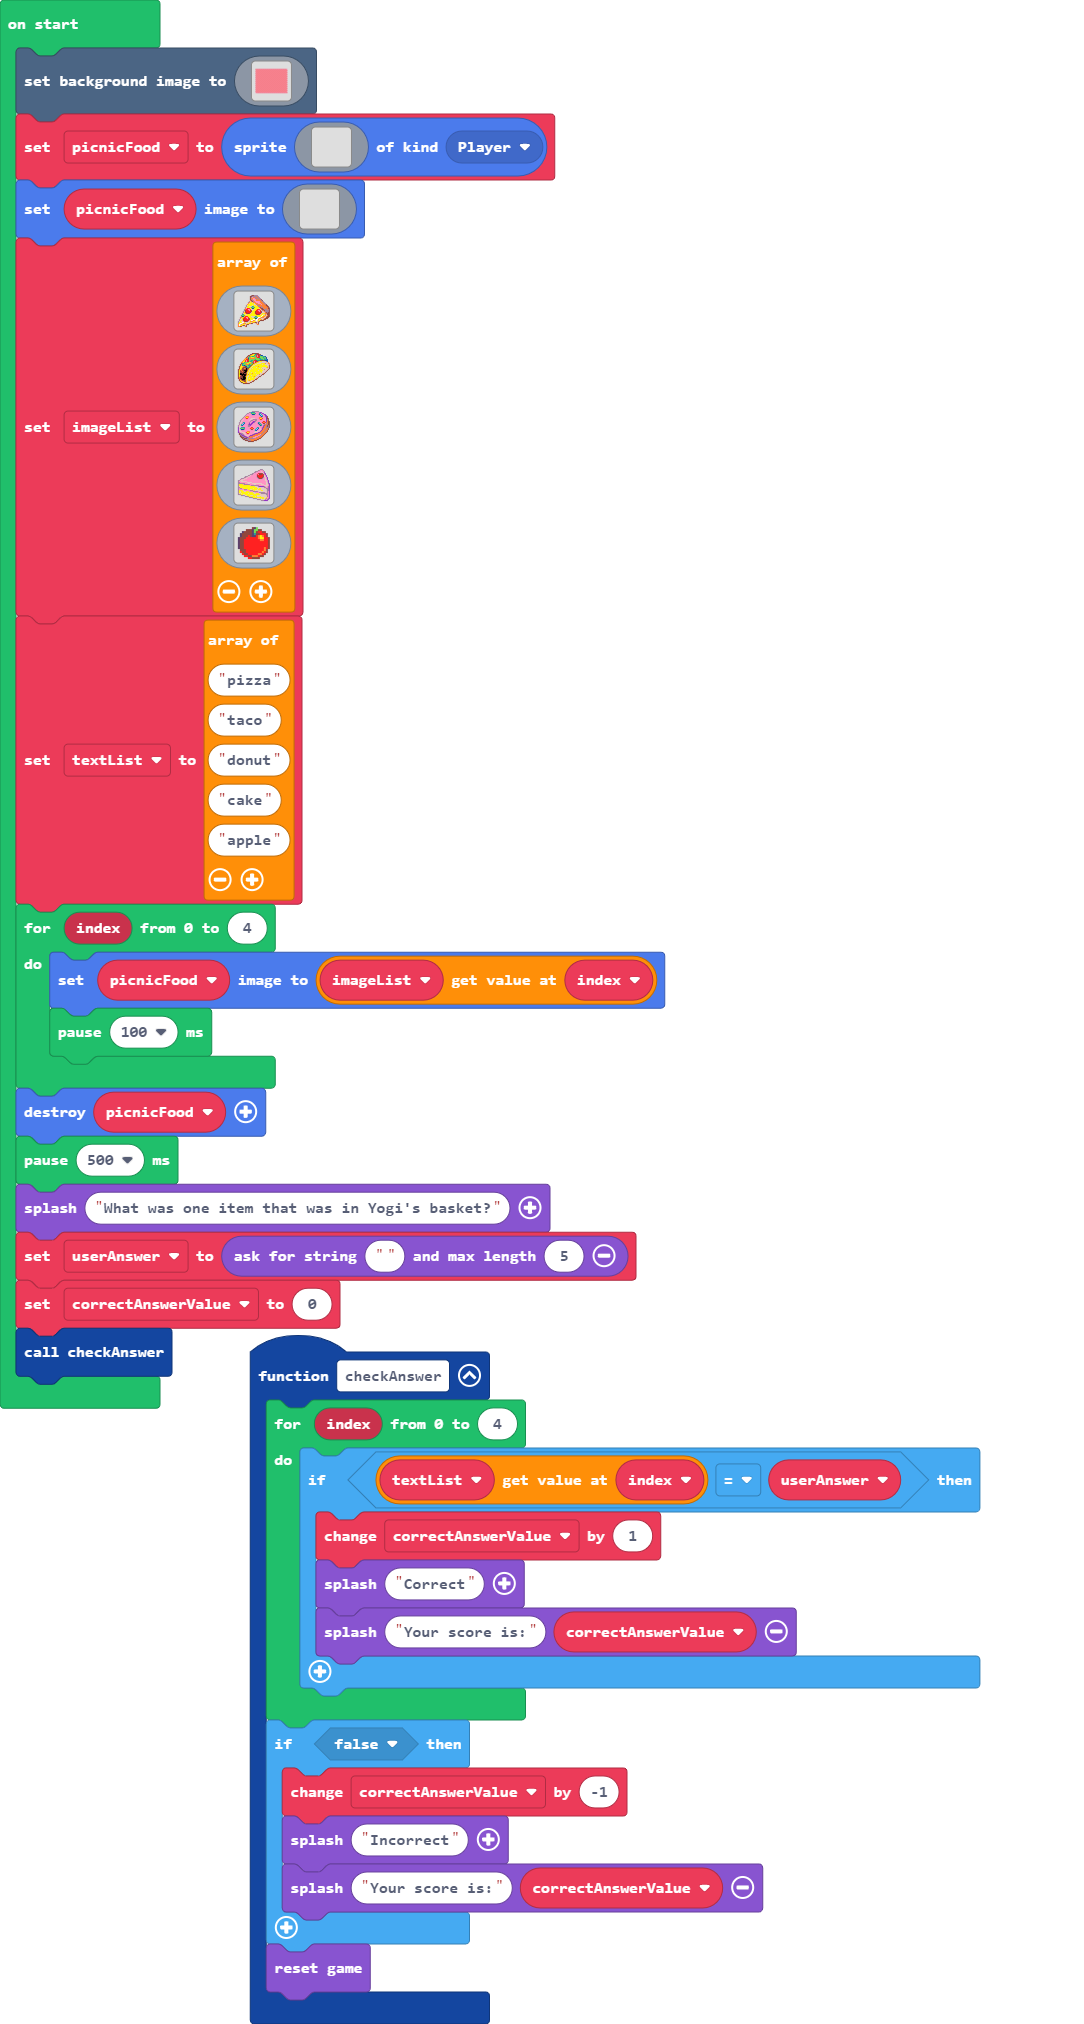 on start
set background image to
set picnicFood to sprite of kind Player
set picnicFood image to
array of
set imageList to
array of
"pizza"
"taco"
set textList to "donut"
"cake"
"apple"
for index from 0 to 4
do
set picnicFood image to imageList get value at index
pause 100 ms
destroy picnicFood
pause 500 ms
splash "What was one item that was in Yogi's basket?"
set userAnswer to ask for string " " and max length 5
set correctAnswerValue to 0
call checkAnswer
function checkAnswer
for index from 0 to 4
do
if textList get value at index = userAnswer then
change correctAnswerValue by 1
splash "Correct"
splash "Your score is:" correctAnswerValue
if false then
change correctAnswerValue by -1
splash "Incorrect"
splash "Your score is:" correctAnswerValue
reset game